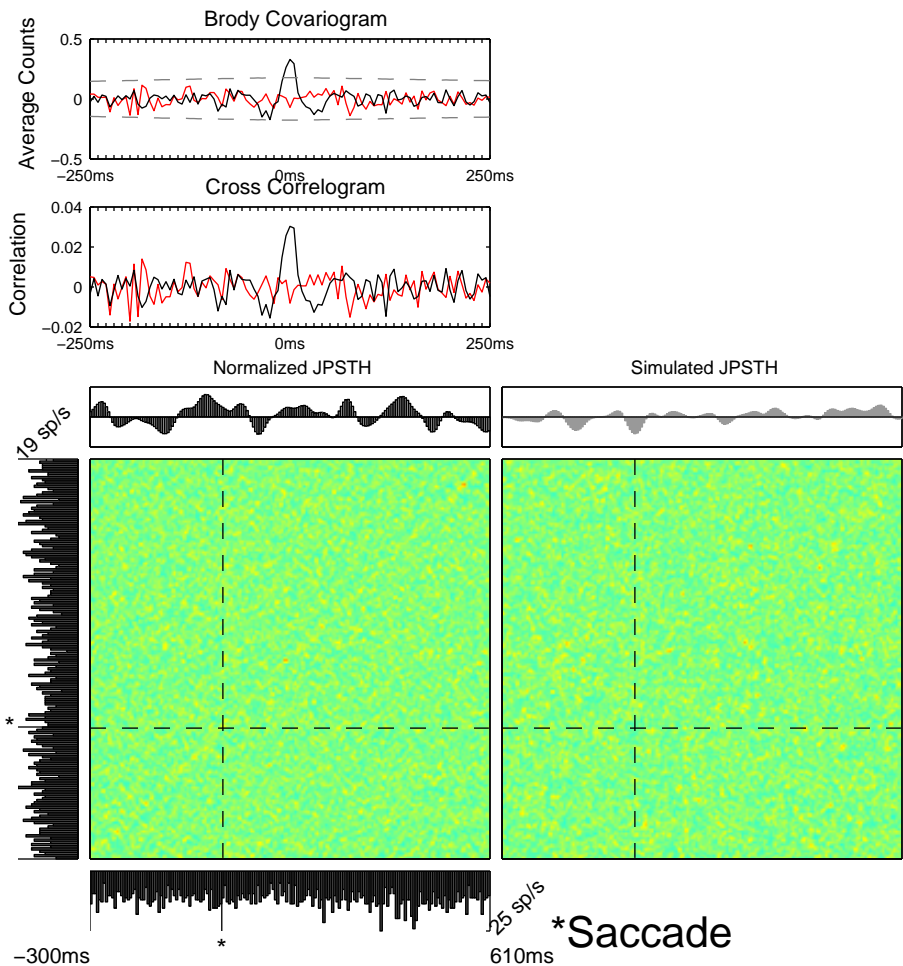 Brody Covariogram
Average Counts
0.5
0
−0.5
−250ms
0ms
250ms
Cross Correlogram
Correlation
0.04
0.02
0
−0.02
−250ms
0ms
250ms
Normalized JPSTH
Simulated JPSTH
19 sp/s
*
*
25 sp/s
*Saccade
−300ms
610ms